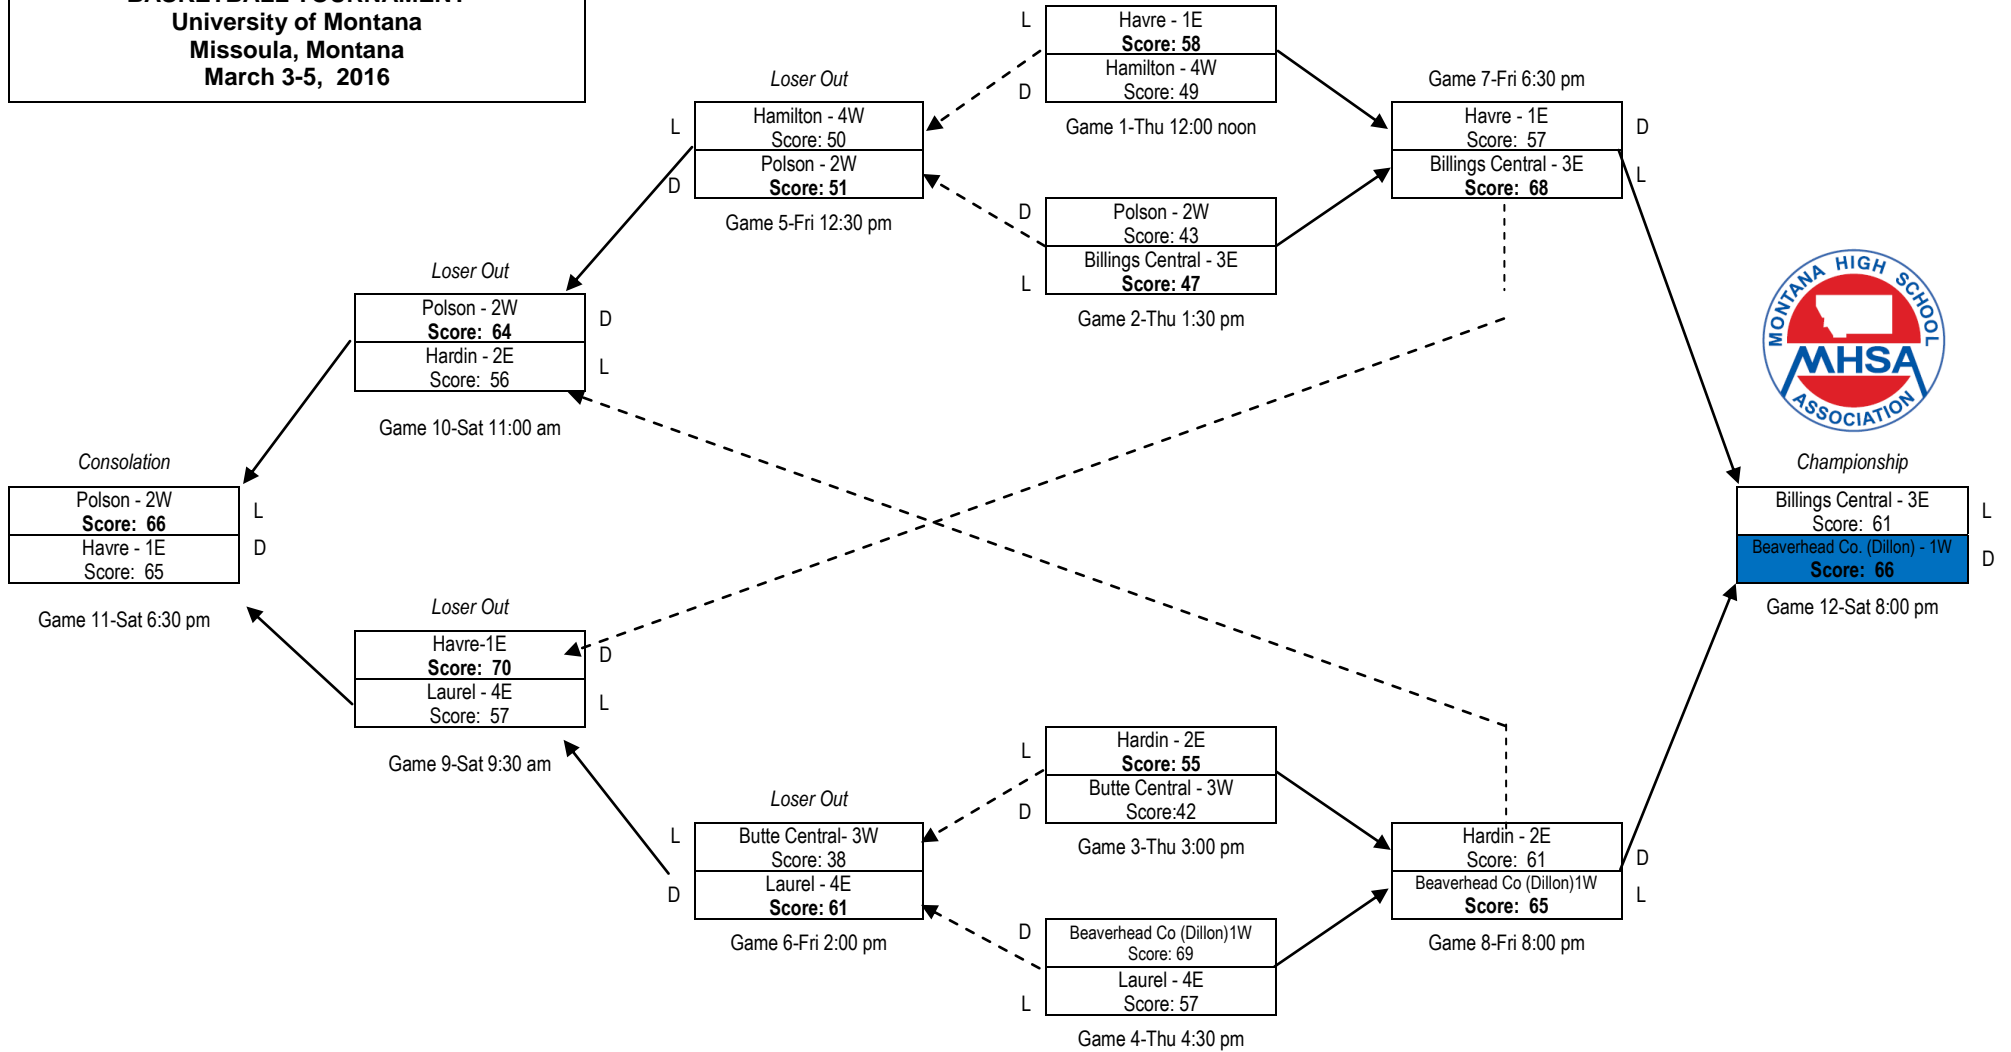 BASKETBALL TOURNAMENT
University of Montana
Missoula, Montana
March 3-5,  2016
L
Havre - 1E
Score: 58
Hamilton - 4W
Score: 49
D
Game 1-Thu 12:00 noon
Loser Out
L
Hamilton - 4W
Score: 50
Polson - 2W
Score: 51
D
Game 5-Fri 12:30 pm
Game 7-Fri 6:30 pm
Havre - 1E
Score: 57
D
Billings Central - 3E
Score: 68
L
D
Polson - 2W
Score: 43
Billings Central - 3E
Score: 47
L
Game 2-Thu 1:30 pm
Loser Out
Polson - 2W
Score:  64
D
Hardin - 2E
Score:  56
L
Game 10-Sat 11:00 am
MONTANA HIGH SCHOOL
MHSA
ASSOCIATION
Consolation
Polson - 2W
Score:  66
L
Havre - 1E
Score:  65
D
Game 11-Sat 6:30 pm
Championship
Billings Central - 3E
Score:  61
L
Beaverhead Co. (Dillon) - 1W
Score:  66
D
Game 12-Sat 8:00 pm
Loser Out
Havre-1E
Score:  70
D
Laurel - 4E
Score:  57
L
Game 9-Sat 9:30 am
L
Hardin - 2E
Score: 55
Butte Central - 3W
Score:42
D
Game 3-Thu 3:00 pm
Loser Out
L
Butte Central- 3W
Score: 38
Laurel - 4E
Score: 61
D
Game 6-Fri 2:00 pm
Hardin - 2E
Score:  61
D
Beaverhead Co (Dillon)1W
Score:  65
L
Game 8-Fri 8:00 pm
D
Beaverhead Co (Dillon)1W
Score: 69
Laurel - 4E
Score: 57
L
Game 4-Thu 4:30 pm